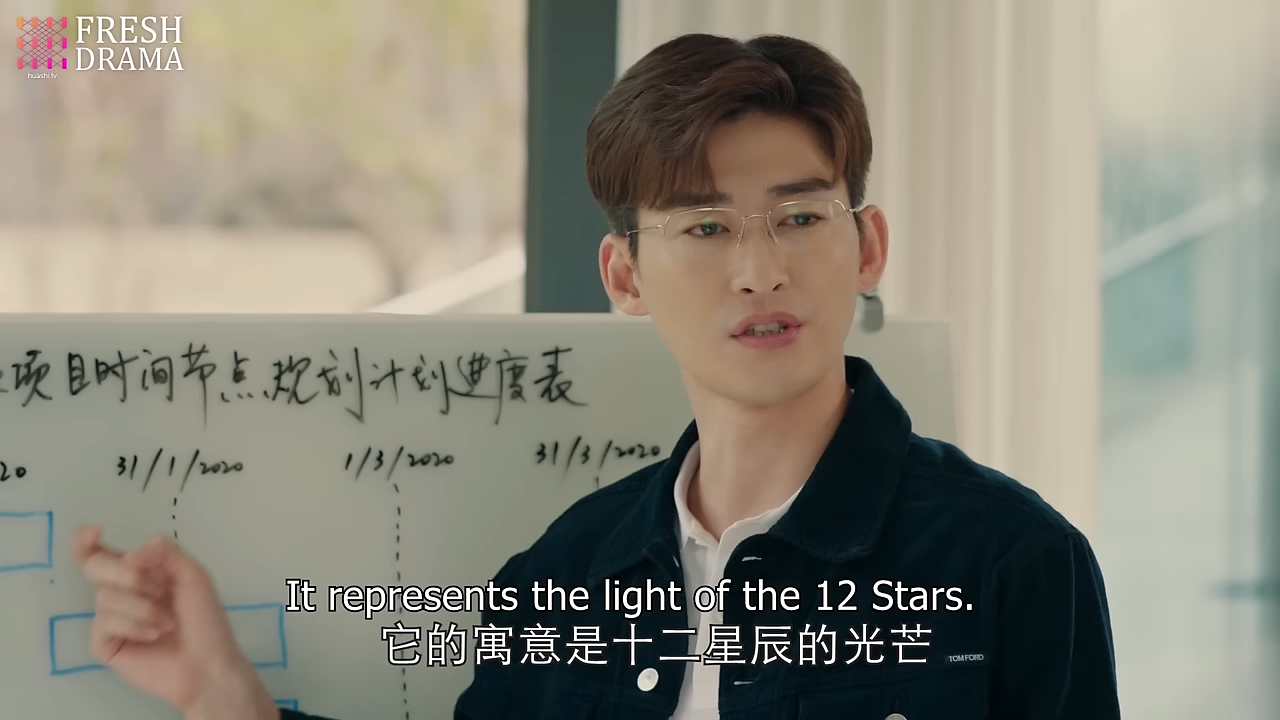 FRESH
DRAMA
huashi tv
项目时间节点规划计划进度表
20
31/1/2020
1/3/2020
31/3/2020
It represents the light of the 12 Stars.
它的寓意是十二星辰的光芒
TOM FORD